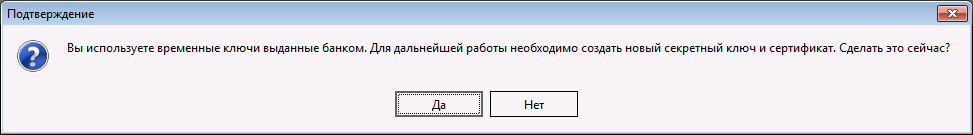 Подтверждение
Вы используете временные ключи выданные банком. Для дальнейшей работы необходимо создать новый секретный ключ и сертификат. Сделать это сейчас?
Да
Нет